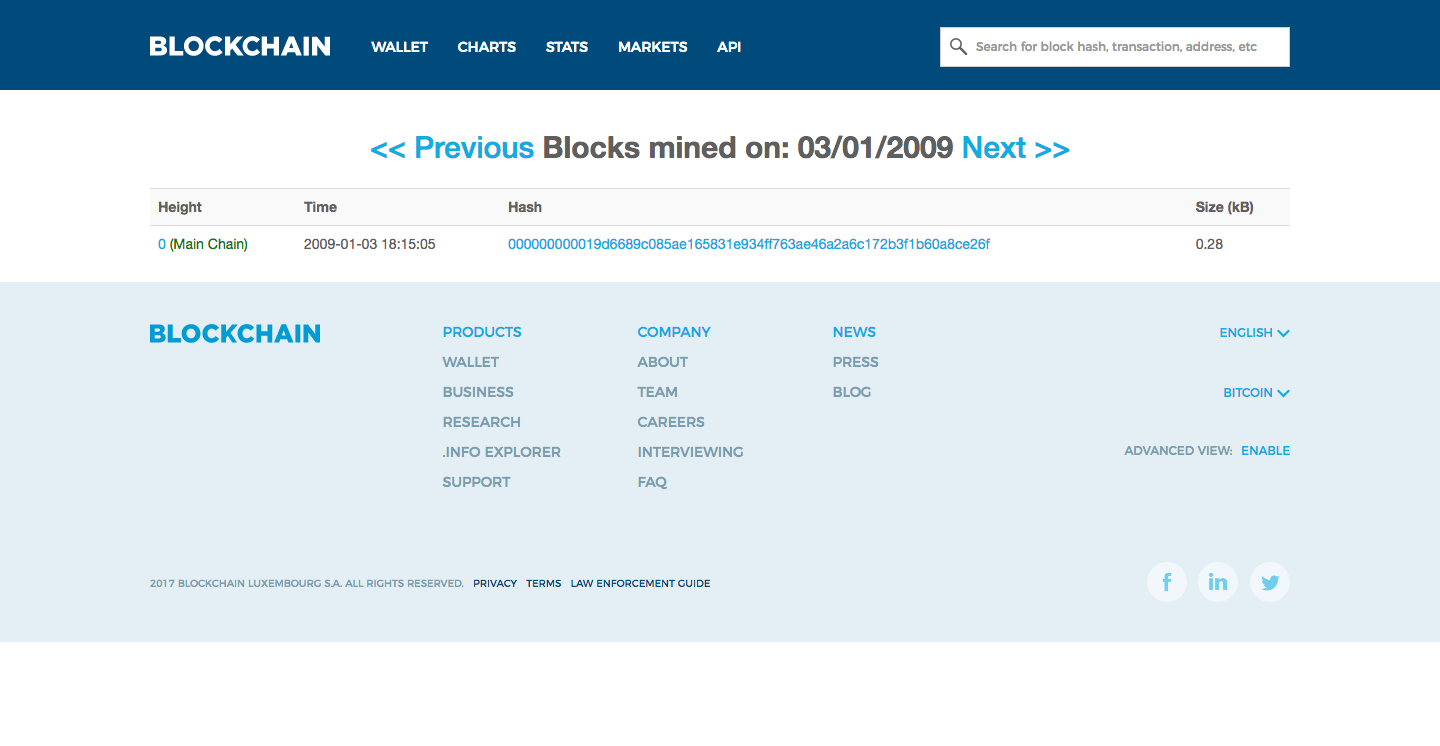 BLOCKCHAIN WALLET CHARTS STATS MARKETS API Search for block hash, transaction, address, etc
<< Previous Blocks mined on: 03/01/2009 Next >>
Height Time Hash Size (kB)
0 (Main Chain) 2009-01-03 18:15:05 000000000019d6689c085ae165831e934ff763ae46a2a6c172b3f1b60a8ce26f 0.28
BLOCKCHAIN PRODUCTS COMPANY NEWS ENGLISH
WALLET ABOUT PRESS
BUSINESS TEAM BLOG BITCOIN
RESEARCH CAREERS
.INFO EXPLORER INTERVIEWING ADVANCED VIEW: ENABLE
SUPPORT FAQ
2017 BLOCKCHAIN LUXEMBOURG S.A. ALL RIGHTS RESERVED. PRIVACY TERMS LAW ENFORCEMENT GUIDE